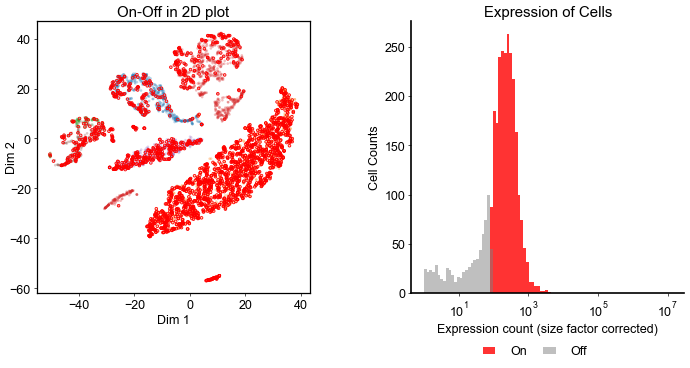 On-Off in 2D plot
40
20
0
−20
−40
−60
Dim 2
−40
−20
0
20
40
Dim 1
Expression of Cells
250
200
150
100
50
0
Cell Counts
10^1
10^3
10^5
10^7
Expression count (size factor corrected)
On
Off